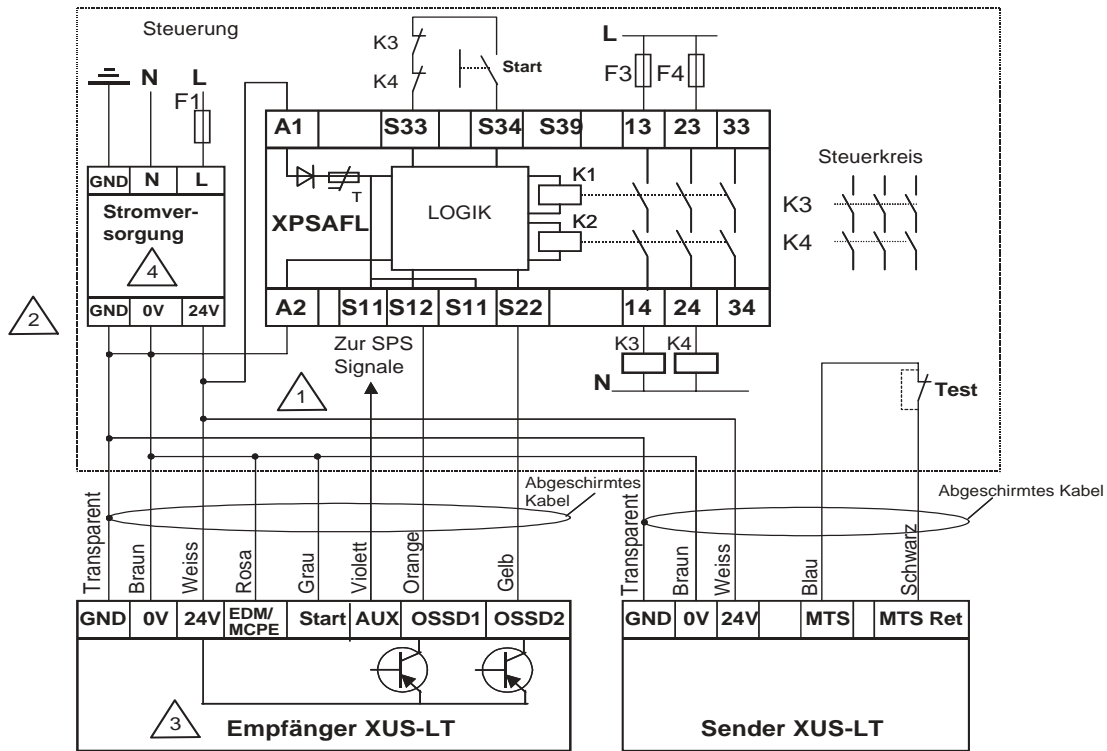 Steuerung
N L
F1
K3
K4
Start
L
F3 F4
A1 S33 S34 S39 13 23 33
GND N L
Stromver-
sorgung
4
GND 0V 24V
2
T
XPSAFL
LOGIK
K1
K2
A2 S11 S12 S11 S22 14 24 34
Steuerkreis
K3
K4
Zur SPS
Signale
1
K3 K4
N
Test
Abgeschirmtes
Kabel
Abgeschirmtes Kabel
Transparent
Braun
Weiss
Rosa
Grau
Violett
Orange
Gelb
Transparent
Braun
Weiss
Blau
Schwarz
GND 0V 24V EDM/
MCPE Start AUX OSSD1 OSSD2
GND 0V 24V MTS MTS Ret
3
Empfänger XUS-LT
Sender XUS-LT